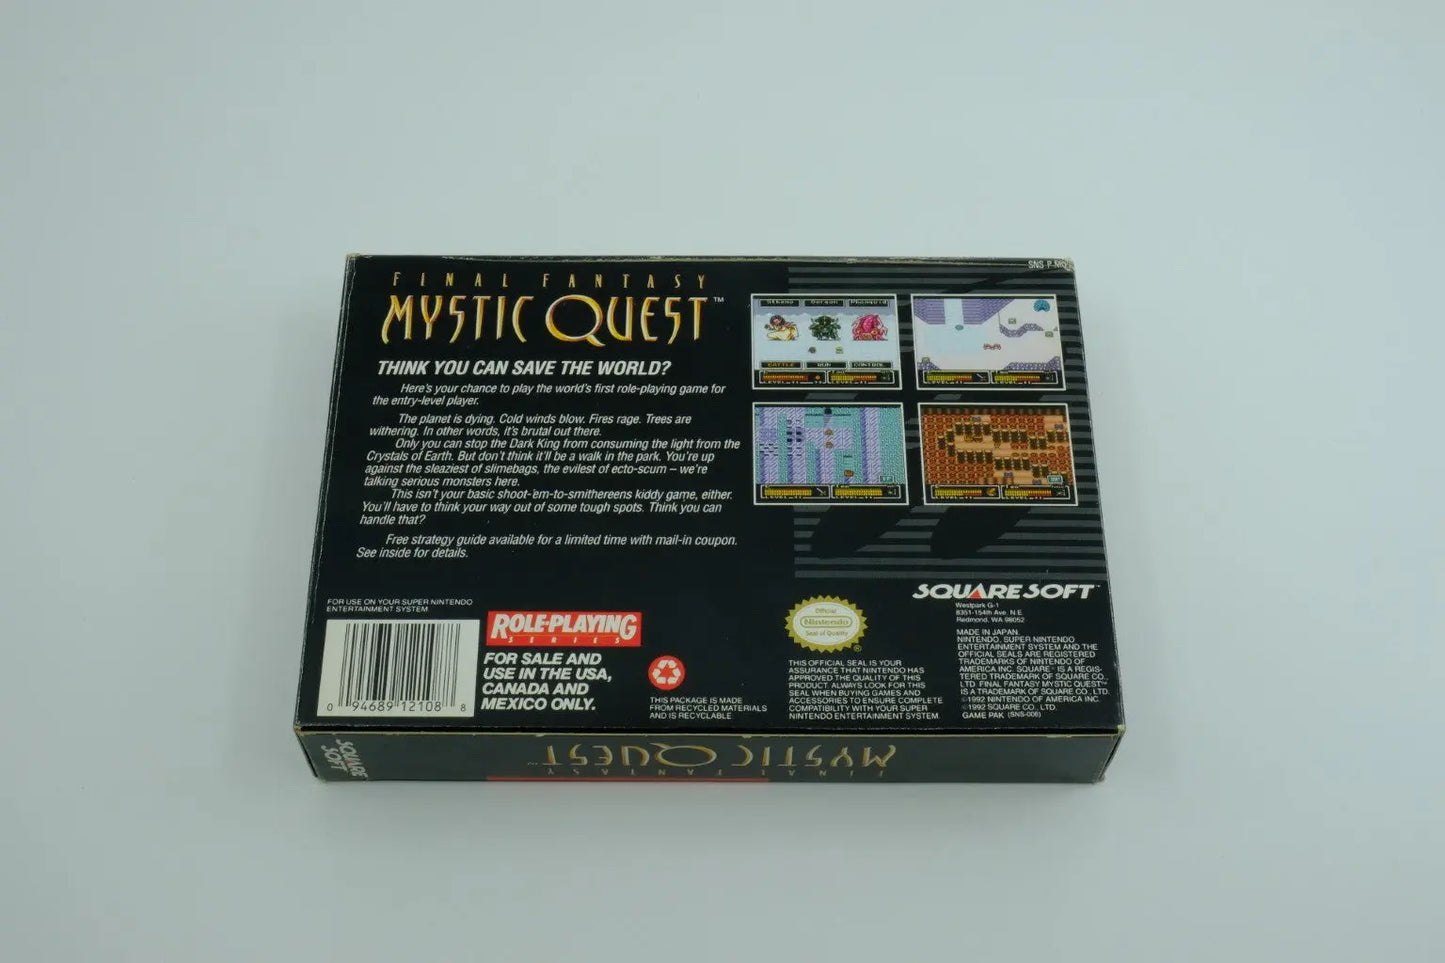 SNS P MQ
FINAL FANTASY
MYSTIC QUEST™
THINK YOU CAN SAVE THE WORLD?
Here's your chance to play the world's first role-playing game for
the entry-level player.
The planet is dying. Cold winds blow. Fires rage. Trees are
withering. In other words, it's brutal out there.
Only you can stop the Dark King from consuming the light from the
Crystals of Earth. But don't think it'll be a walk in the park. You're up
against the sleaziest of slimebags, the evilest of ecto-scum – we're
talking serious monsters here.
This isn't your basic shoot-'em-to-smithereens kiddy game, either.
You'll have to think your way out of some tough spots. Think you can
handle that?
Free strategy guide available for a limited time with mail-in coupon.
See inside for details.
Stheno Gorgon Phanquid
BATTLE RUN CONTROL
FOR USE ON YOUR SUPER NINTENDO
ENTERTAINMENT SYSTEM
0 94689 12108 8
ROLE-PLAYING
SERIES
FOR SALE AND
USE IN THE USA,
CANADA AND
MEXICO ONLY.
THIS PACKAGE IS MADE
FROM RECYCLED MATERIALS
AND IS RECYCLABLE
Official
Nintendo
Seal of Quality
®
THIS OFFICIAL SEAL IS YOUR
ASSURANCE THAT NINTENDO HAS
APPROVED THE QUALITY OF THIS
PRODUCT. ALWAYS LOOK FOR THIS
SEAL WHEN BUYING GAMES AND
ACCESSORIES TO ENSURE COMPLETE
COMPATIBILITY WITH YOUR SUPER
NINTENDO ENTERTAINMENT SYSTEM.
SQUARESOFT™
Westpark G-1
8351-154th Ave. N.E.
Redmond, WA 98052
MADE IN JAPAN.
NINTENDO, SUPER NINTENDO
ENTERTAINMENT SYSTEM AND THE
OFFICIAL SEALS ARE REGISTERED
TRADEMARKS OF NINTENDO OF
AMERICA INC. SQUARE® IS A REGIS-
TERED TRADEMARK OF SQUARE CO.,
LTD. FINAL FANTASY MYSTIC QUEST™
IS A TRADEMARK OF SQUARE CO., LTD.
©1992 NINTENDO OF AMERICA INC.
©1992 SQUARE CO., LTD.
GAME PAK (SNS-006)
SQUARE
SOFT
FINAL FANTASY
MYSTIC QUEST™